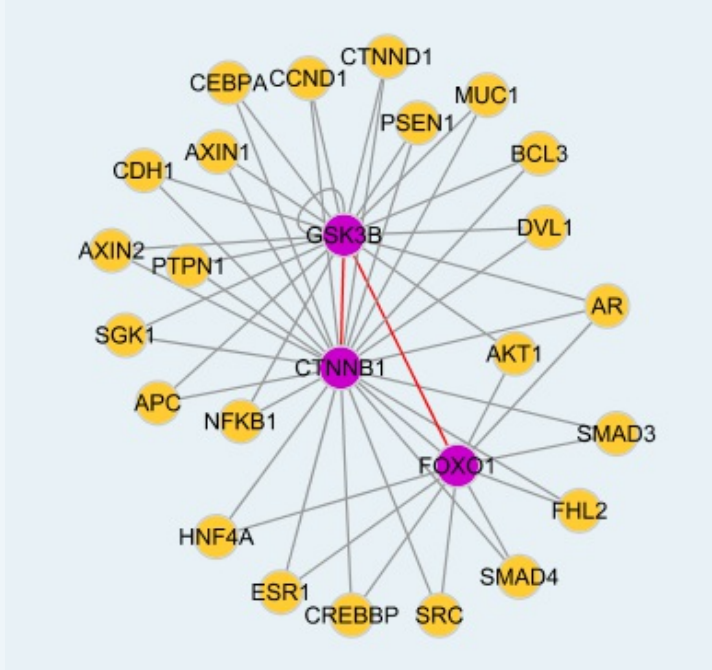 CTNND1
CEBPA
CCND1
MUC1
PSEN1
AXIN1
BCL3
CDH1
DVL1
GSK3B
AXIN2
PTPN1
AR
SGK1
AKT1
CTNNB1
APC
NFKB1
SMAD3
FOXO1
FHL2
HNF4A
SMAD4
ESR1
CREBBP
SRC